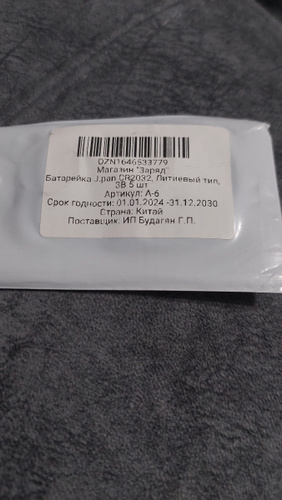 OZN1646533779
Магазин "Заряд"
Батарейка J.pan CR2032, Литиевый тип,
3В 5 шт
Артикул: Л-6
Срок годности: 01.01.2024 -31.12.2030
Страна: Китай
Поставщик: ИП Будагян Г.П.